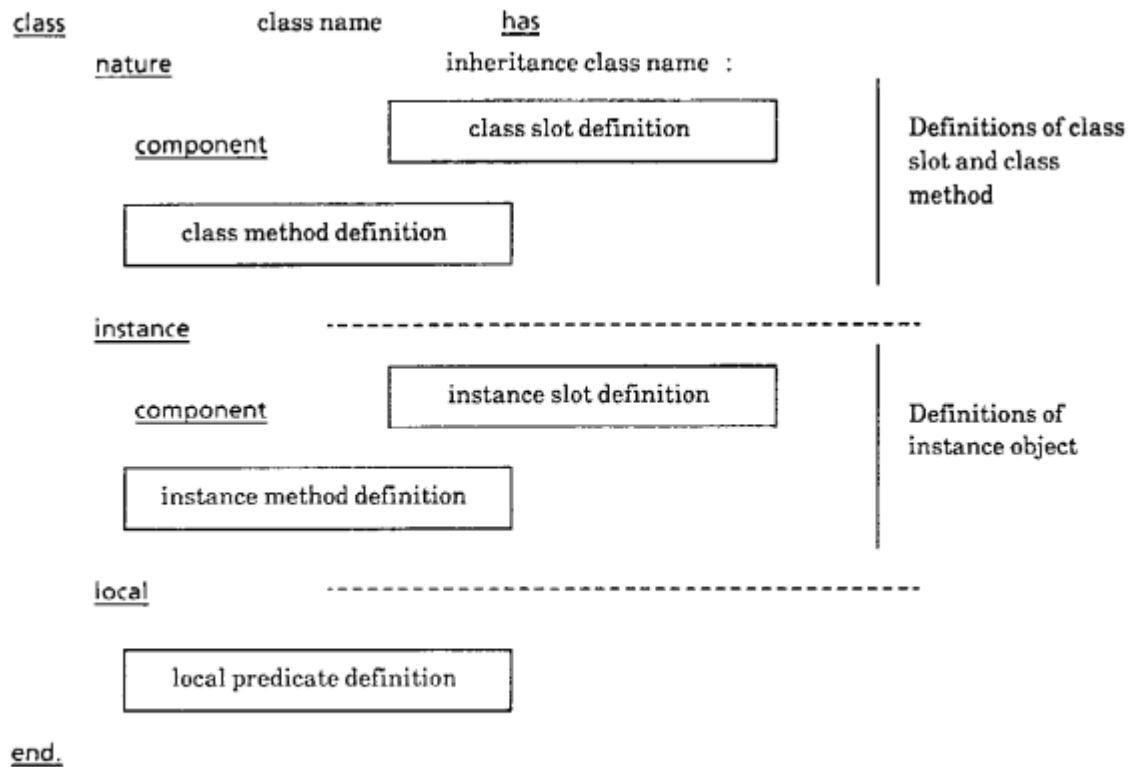 class class name has
nature inheritance class name :
class slot definition
component
Definitions of class
slot and class
method
class method definition
instance
instance slot definition
component
Definitions of
instance object
instance method definition
local
local predicate definition
end.